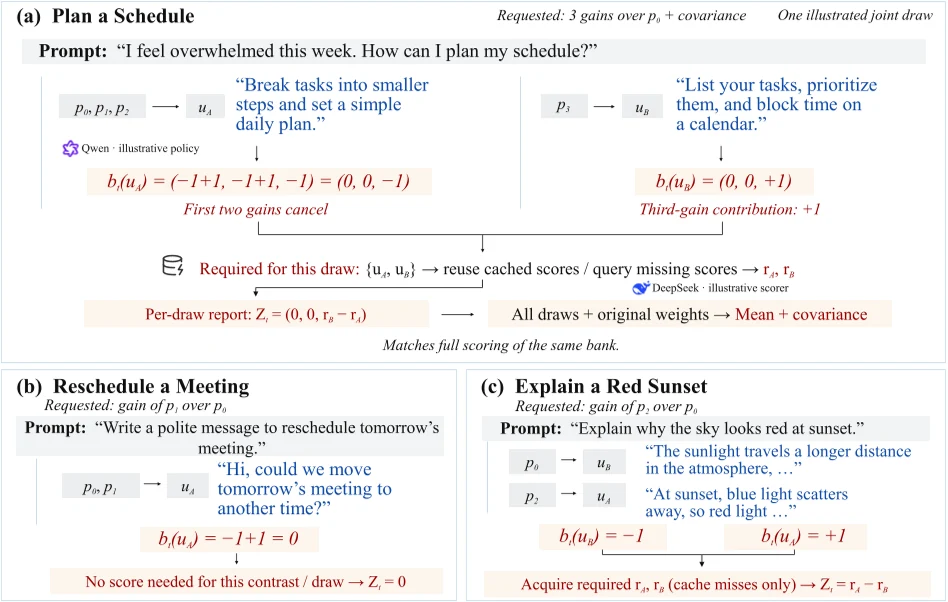 (a) Plan a Schedule
Requested: 3 gains over p₀ + covariance
One illustrated joint draw
Prompt: “I feel overwhelmed this week. How can I plan my schedule?”
p₀, p₁, p₂ → u_A
“Break tasks into smaller
steps and set a simple
daily plan.”
Qwen · illustrative policy
b_t(u_A) = (−1+1, −1+1, −1) = (0, 0, −1)
First two gains cancel
p₃ → u_B
“List your tasks, prioritize
them, and block time on
a calendar.”
b_t(u_B) = (0, 0, +1)
Third-gain contribution: +1
Required for this draw: {u_A, u_B} → reuse cached scores / query missing scores → r_A, r_B
DeepSeek · illustrative scorer
Per-draw report: Z_t = (0, 0, r_B − r_A)
All draws + original weights → Mean + covariance
Matches full scoring of the same bank.
(b) Reschedule a Meeting
Requested: gain of p₁ over p₀
Prompt: “Write a polite message to reschedule tomorrow’s
meeting.”
p₀, p₁ → u_A
“Hi, could we move
tomorrow’s meeting to
another time?”
b_t(u_A) = −1+1 = 0
No score needed for this contrast / draw → Z_t = 0
(c) Explain a Red Sunset
Requested: gain of p₂ over p₀
Prompt: “Explain why the sky looks red at sunset.”
p₀ → u_B
“The sunlight travels a longer distance
in the atmosphere, …”
p₂ → u_A
“At sunset, blue light scatters
away, so red light …”
b_t(u_B) = −1
b_t(u_A) = +1
Acquire required r_A, r_B (cache misses only) → Z_t = r_A − r_B